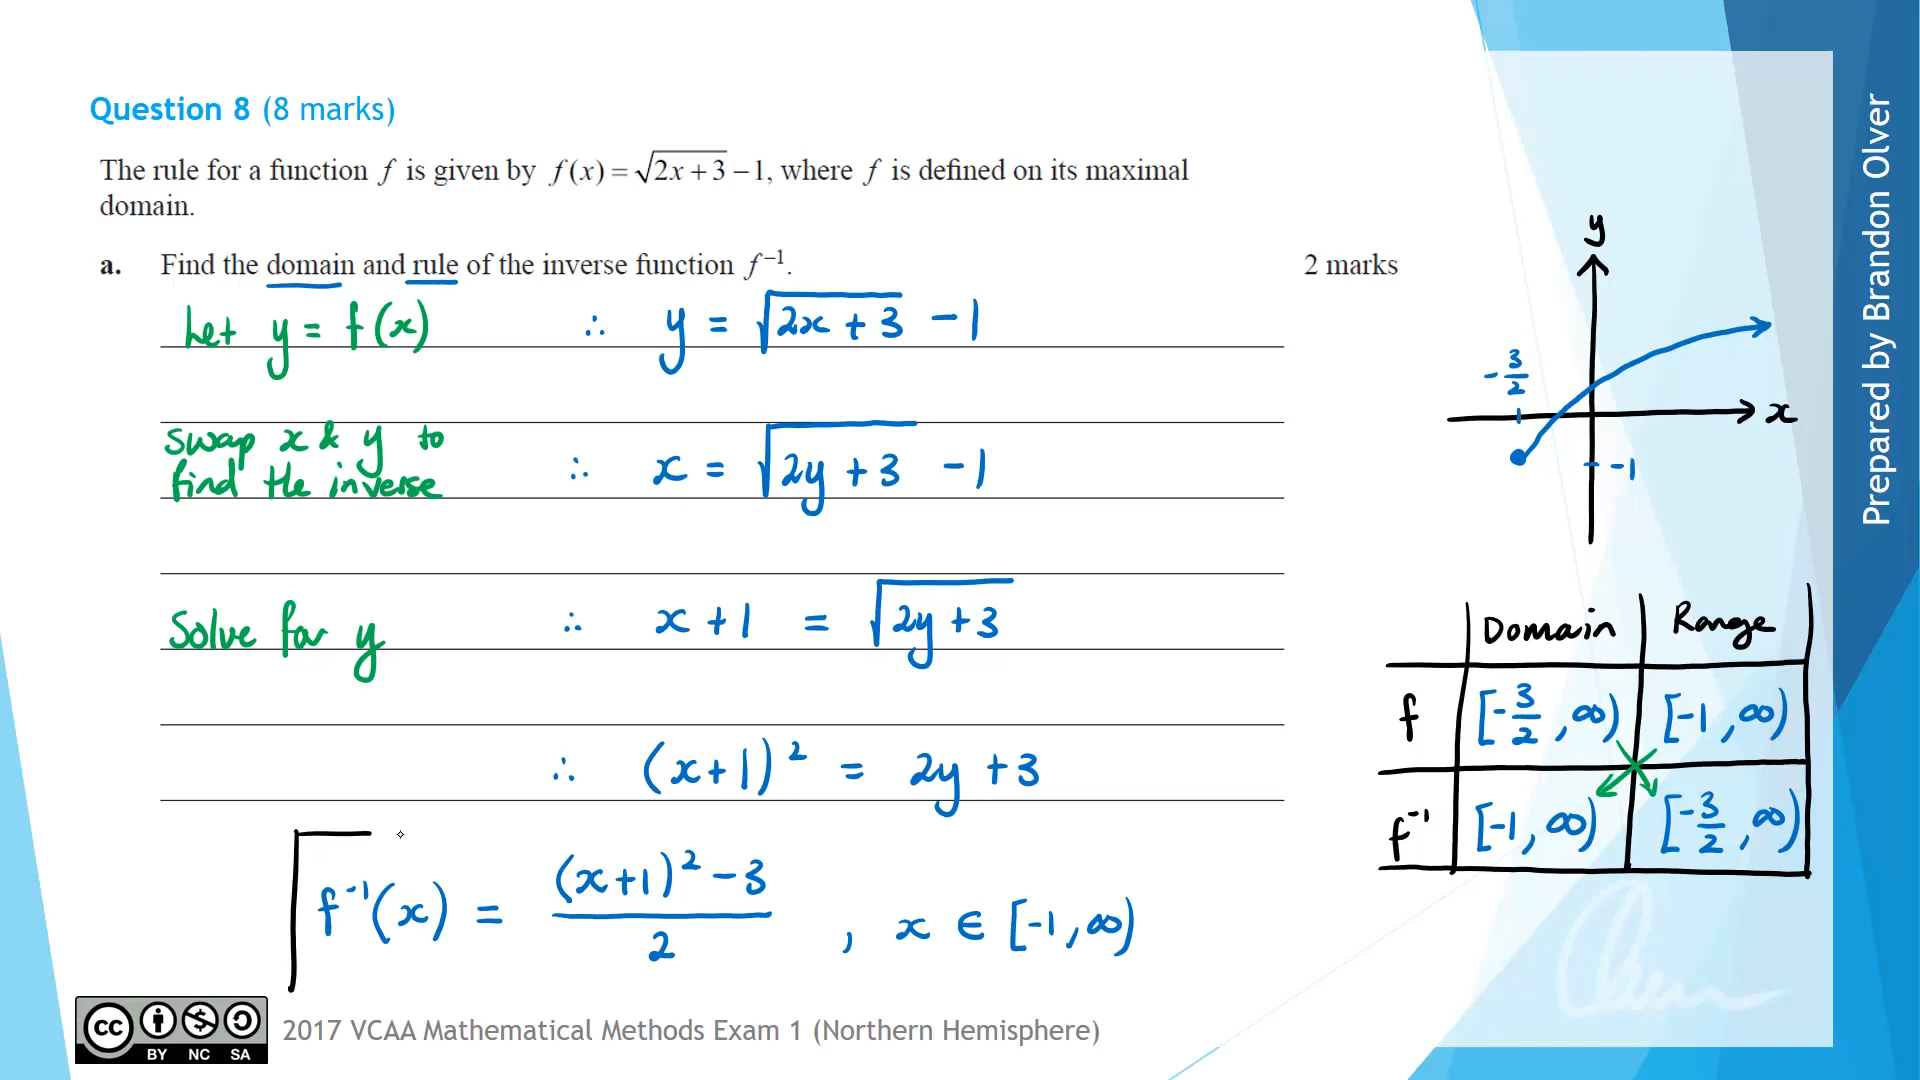 Question 8 (8 marks)
The rule for a function f is given by f(x) = √(2x + 3) − 1, where f is defined on its maximal
domain.
a. Find the domain and rule of the inverse function f⁻¹. 2 marks
Let y = f(x) ∴ y = √(2x + 3) − 1
Swap x & y to
find the inverse ∴ x = √(2y + 3) − 1
Solve for y ∴ x + 1 = √(2y + 3)
∴ (x + 1)² = 2y + 3
f⁻¹(x) = ((x+1)² − 3)/2 , x ∈ [-1, ∞)
y
x
-3/2
-1
Domain Range
f [-3/2, ∞) [-1, ∞)
f⁻¹ [-1, ∞) [-3/2, ∞)
Prepared by Brandon Olver
cc
BY NC SA
2017 VCAA Mathematical Methods Exam 1 (Northern Hemisphere)